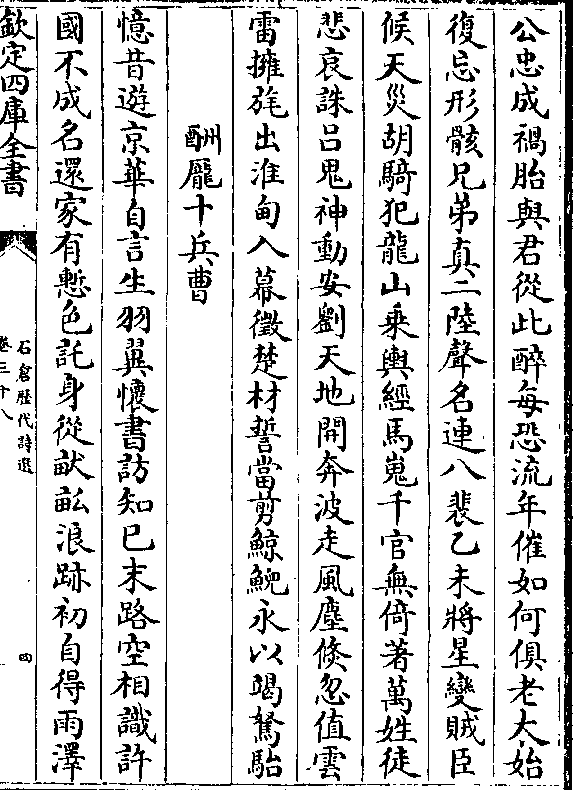 公忠成禍胎與君從此醉每恐流年催如何俱老大始
復忘形骸兄弟真二陸聲名連八裴乙未將星變賊臣
候天災胡騎犯龍山乘輿經馬嵬千官無倚著萬姓徒
悲哀誅吕鬼神動安劉天地開奔波走風塵倐忽值雲
雷擁旄出淮甸入幕徵楚材誓當剪鯨鯢永以竭駑駘
酬龎十兵曹
憶昔遊京華自言生羽翼懷書訪知已末路空相識許
國不成名還家有慙色託身從畎畆浪跡初自得雨澤
欽定四庫全書
石倉歷代詩選
卷三十八
四